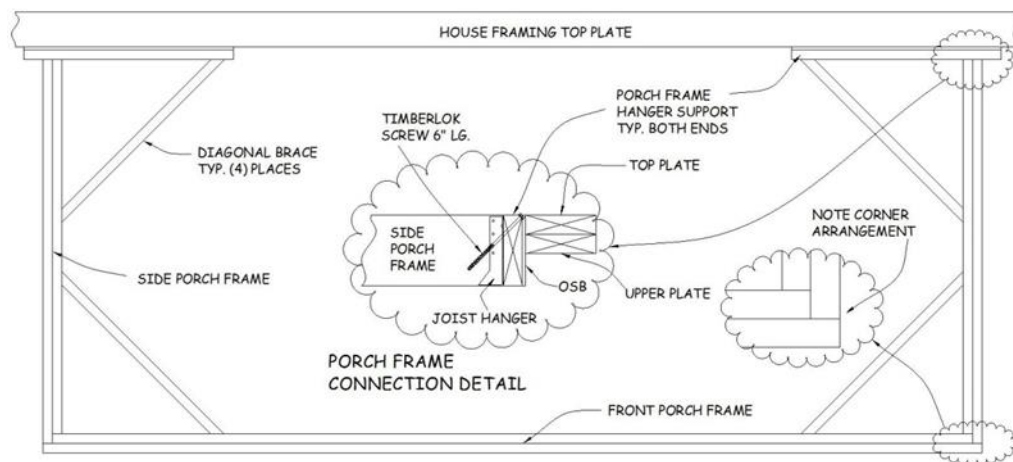 HOUSE FRAMING TOP PLATE
PORCH FRAME
HANGER SUPPORT
TYP. BOTH ENDS
TIMBERLOK
SCREW 6" LG.
DIAGONAL BRACE
TYP. (4) PLACES
TOP PLATE
NOTE CORNER
ARRANGEMENT
SIDE
PORCH
FRAME
SIDE PORCH FRAME
OSB
UPPER PLATE
JOIST HANGER
PORCH FRAME
CONNECTION DETAIL
FRONT PORCH FRAME